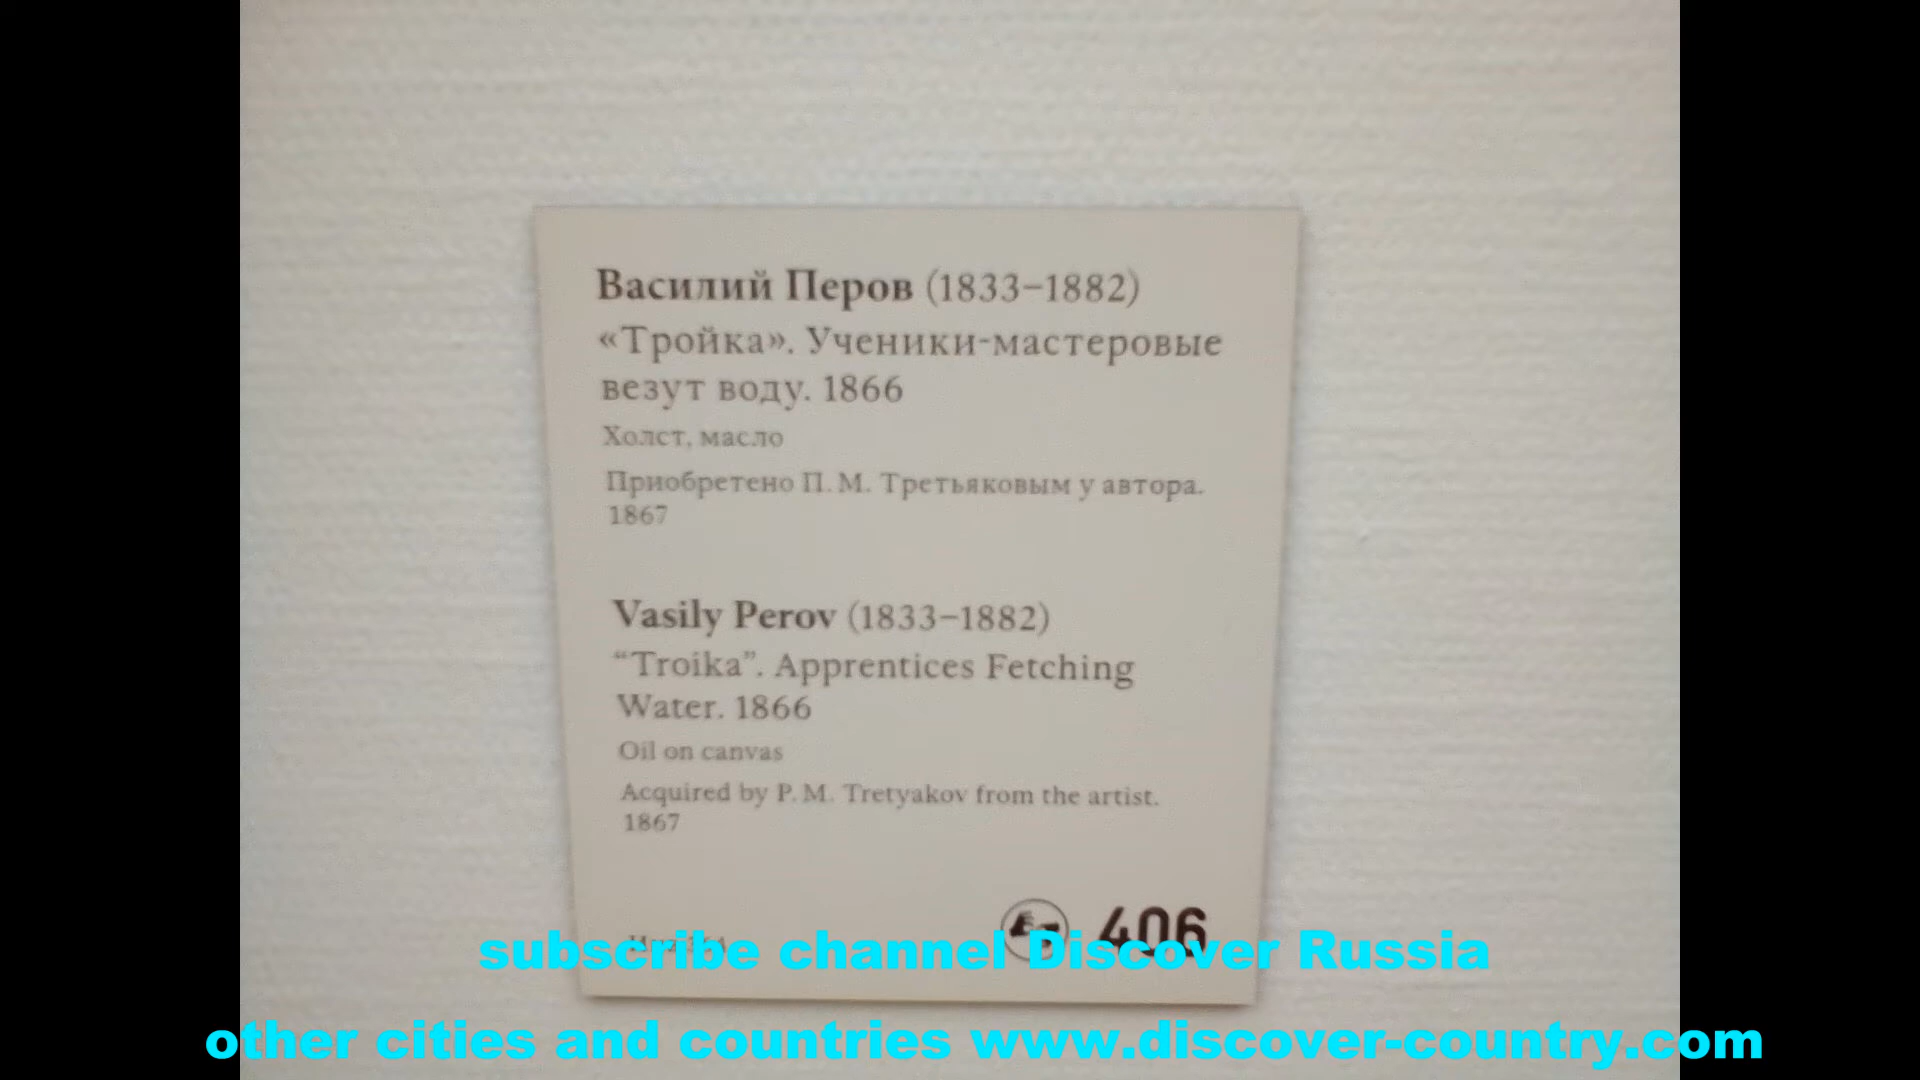 Василий Перов (1833–1882)
«Тройка». Ученики-мастеровые
везут воду. 1866
Холст, масло
Приобретено П. М. Третьяковым у автора.
1867
Vasily Perov (1833–1882)
“Troika”. Apprentices Fetching
Water. 1866
Oil on canvas
Acquired by P. M. Tretyakov from the artist.
1867
406
subscribe channel Discover Russia
other cities and countries www.discover-country.com